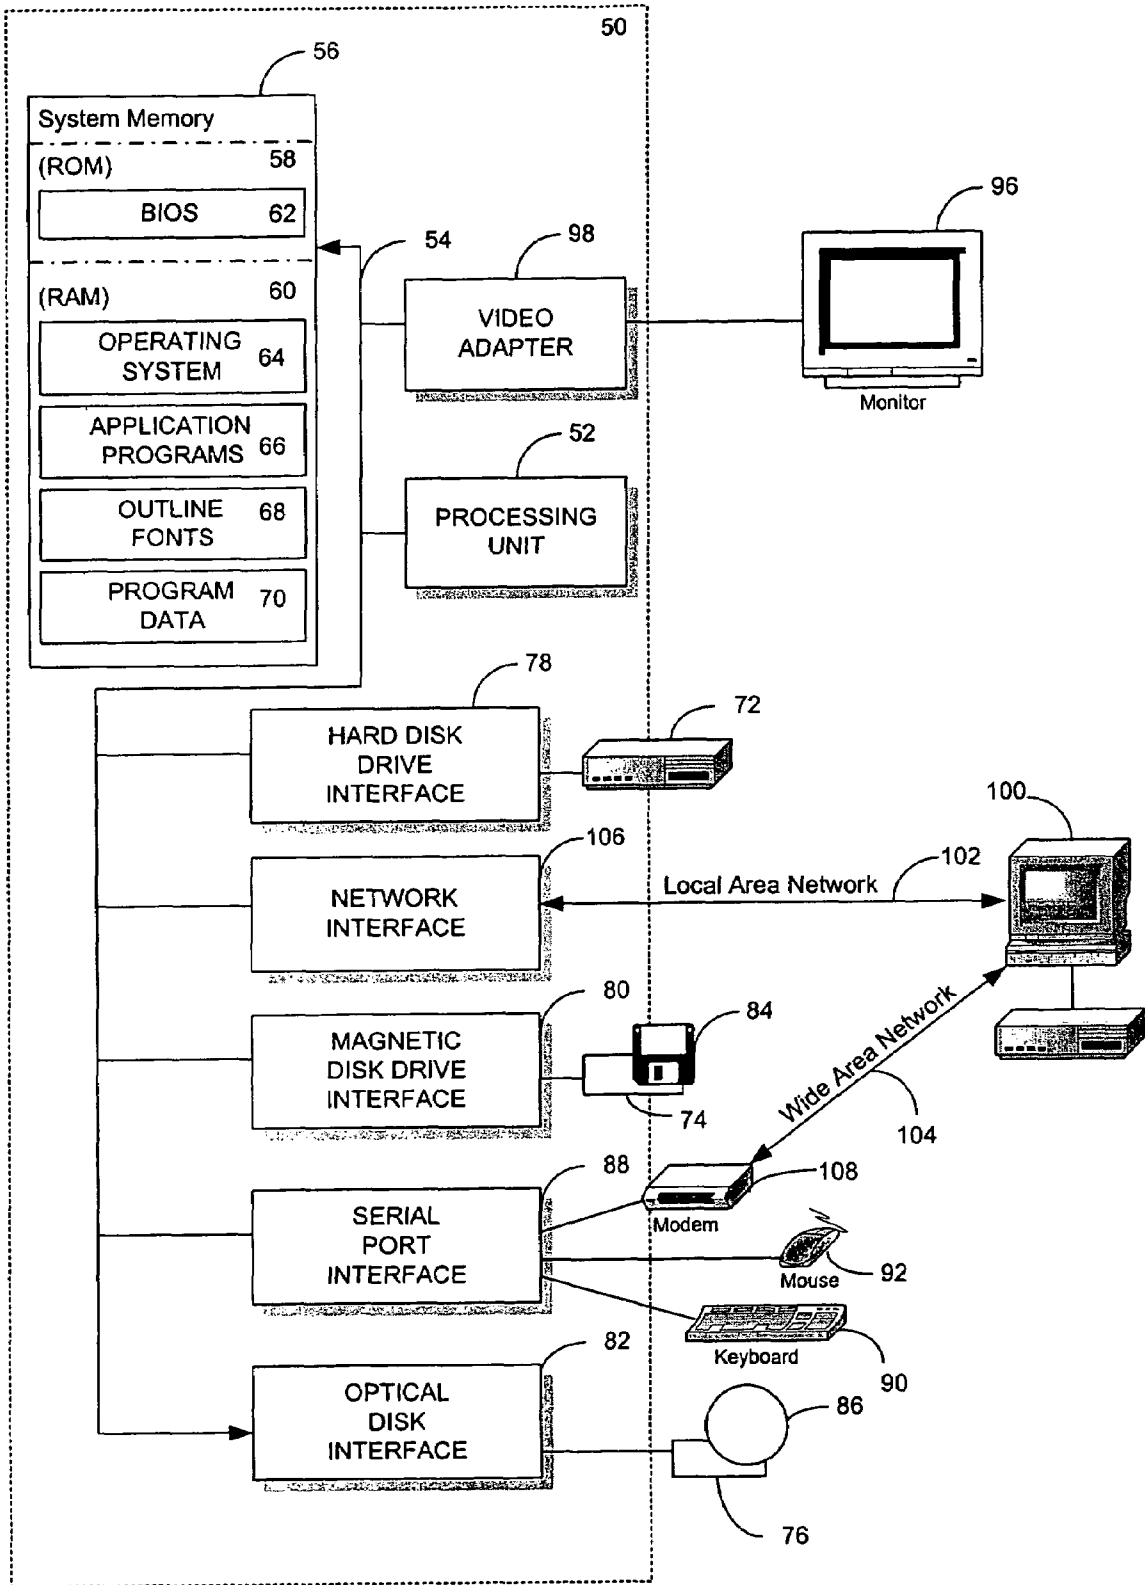 50
56
System Memory
(ROM) 58
BIOS 62
54
98
96
(RAM) 60
OPERATING
SYSTEM 64
VIDEO
ADAPTER
Monitor
APPLICATION
PROGRAMS 66
52
OUTLINE
FONTS 68
PROCESSING
UNIT
PROGRAM
DATA 70
78
72
HARD DISK
DRIVE
INTERFACE
100
106
102
Local Area Network
NETWORK
INTERFACE
80
84
MAGNETIC
DISK DRIVE
INTERFACE
74
Wide Area Network
104
88
108
SERIAL
PORT
INTERFACE
Modem
92
Mouse
Keyboard
90
82
OPTICAL
DISK
INTERFACE
86
76